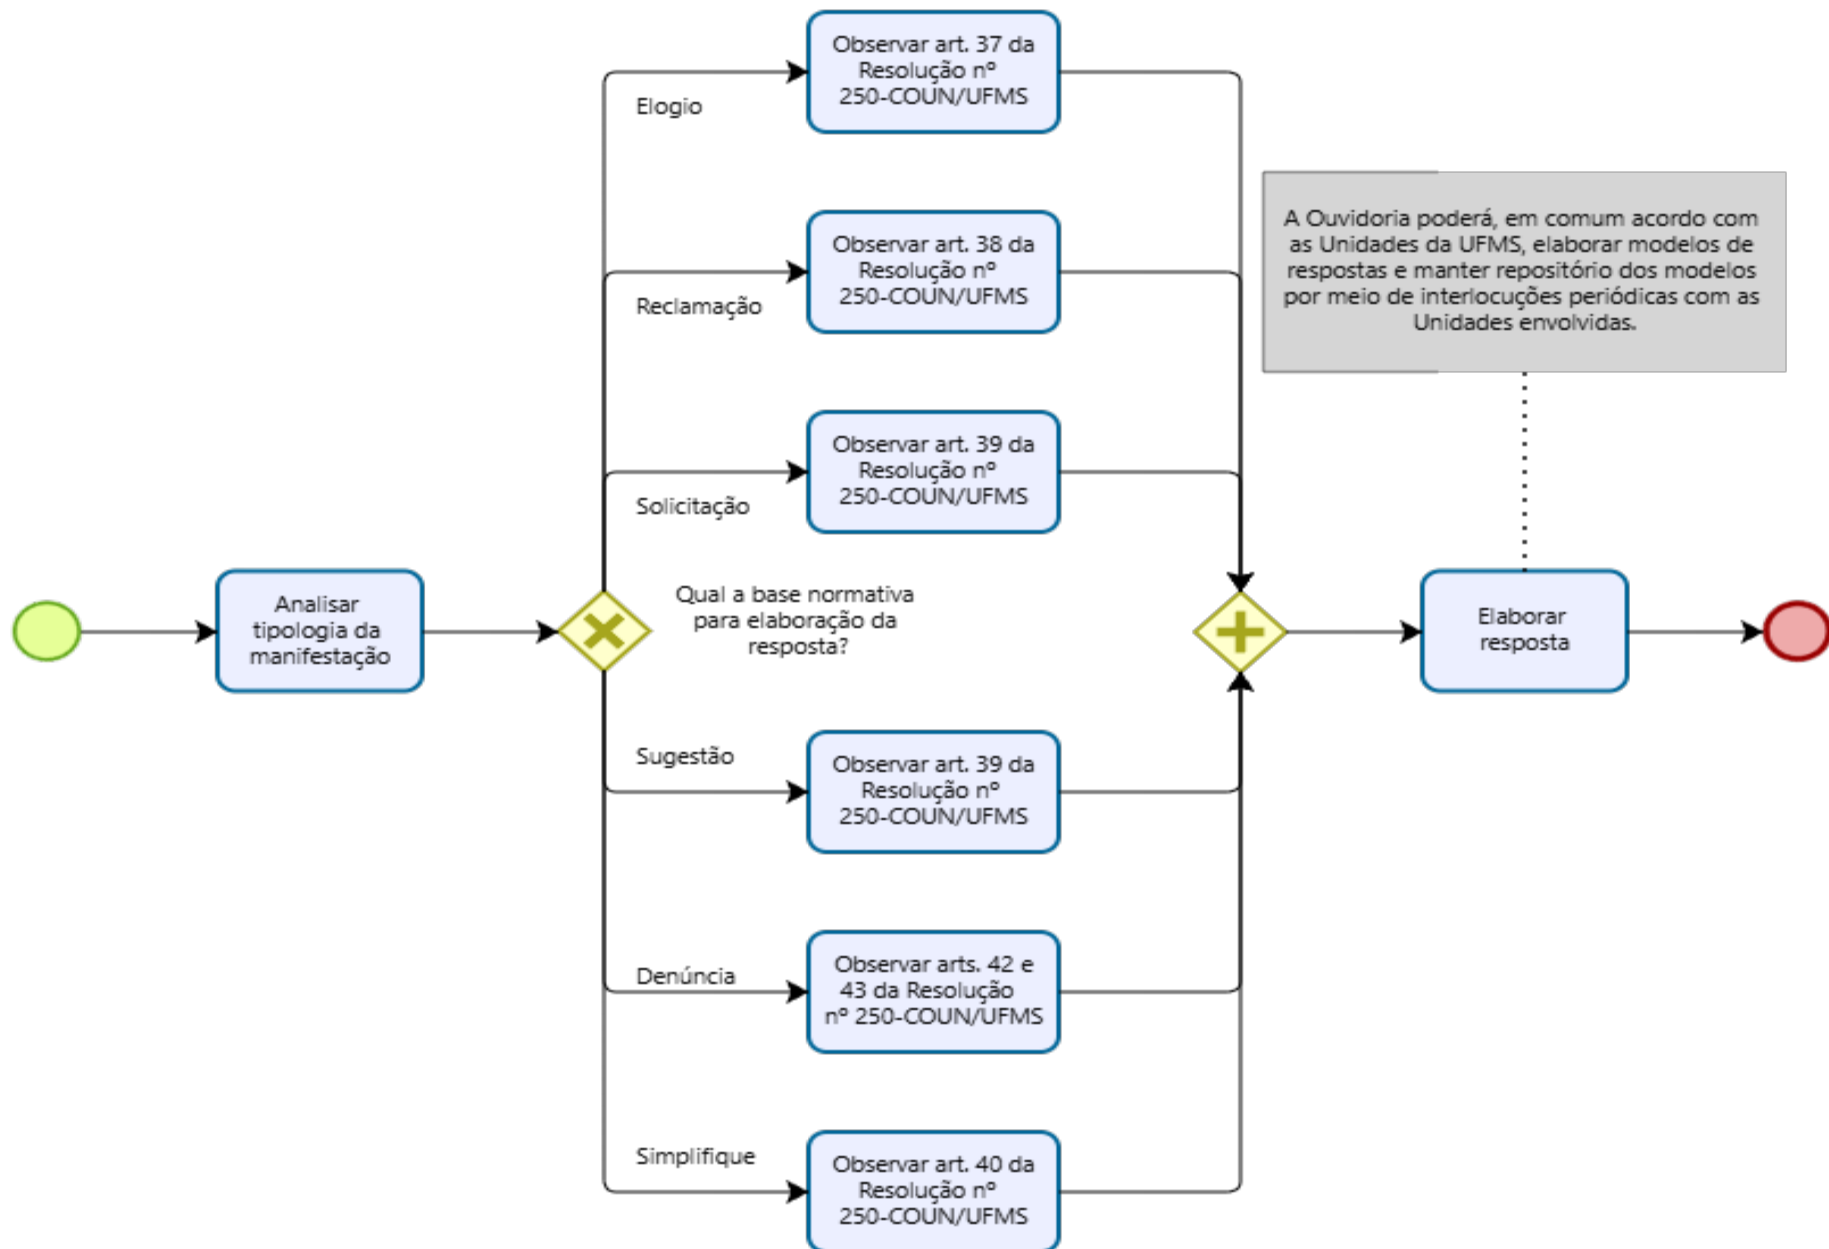 Observar art. 37 da
Resolução nº
250-COUN/UFMS
Elogio
A Ouvidoria poderá, em comum acordo com
as Unidades da UFMS, elaborar modelos de
respostas e manter repositório dos modelos
por meio de interlocuções periódicas com as
Unidades envolvidas.
Observar art. 38 da
Resolução nº
250-COUN/UFMS
Reclamação
Observar art. 39 da
Resolução nº
250-COUN/UFMS
Solicitação
Analisar
tipologia da
manifestação
Qual a base normativa
para elaboração da
resposta?
Elaborar
resposta
Sugestão
Observar art. 39 da
Resolução nº
250-COUN/UFMS
Denúncia
Observar arts. 42 e
43 da Resolução
nº 250-COUN/UFMS
Simplifique
Observar art. 40 da
Resolução nº
250-COUN/UFMS